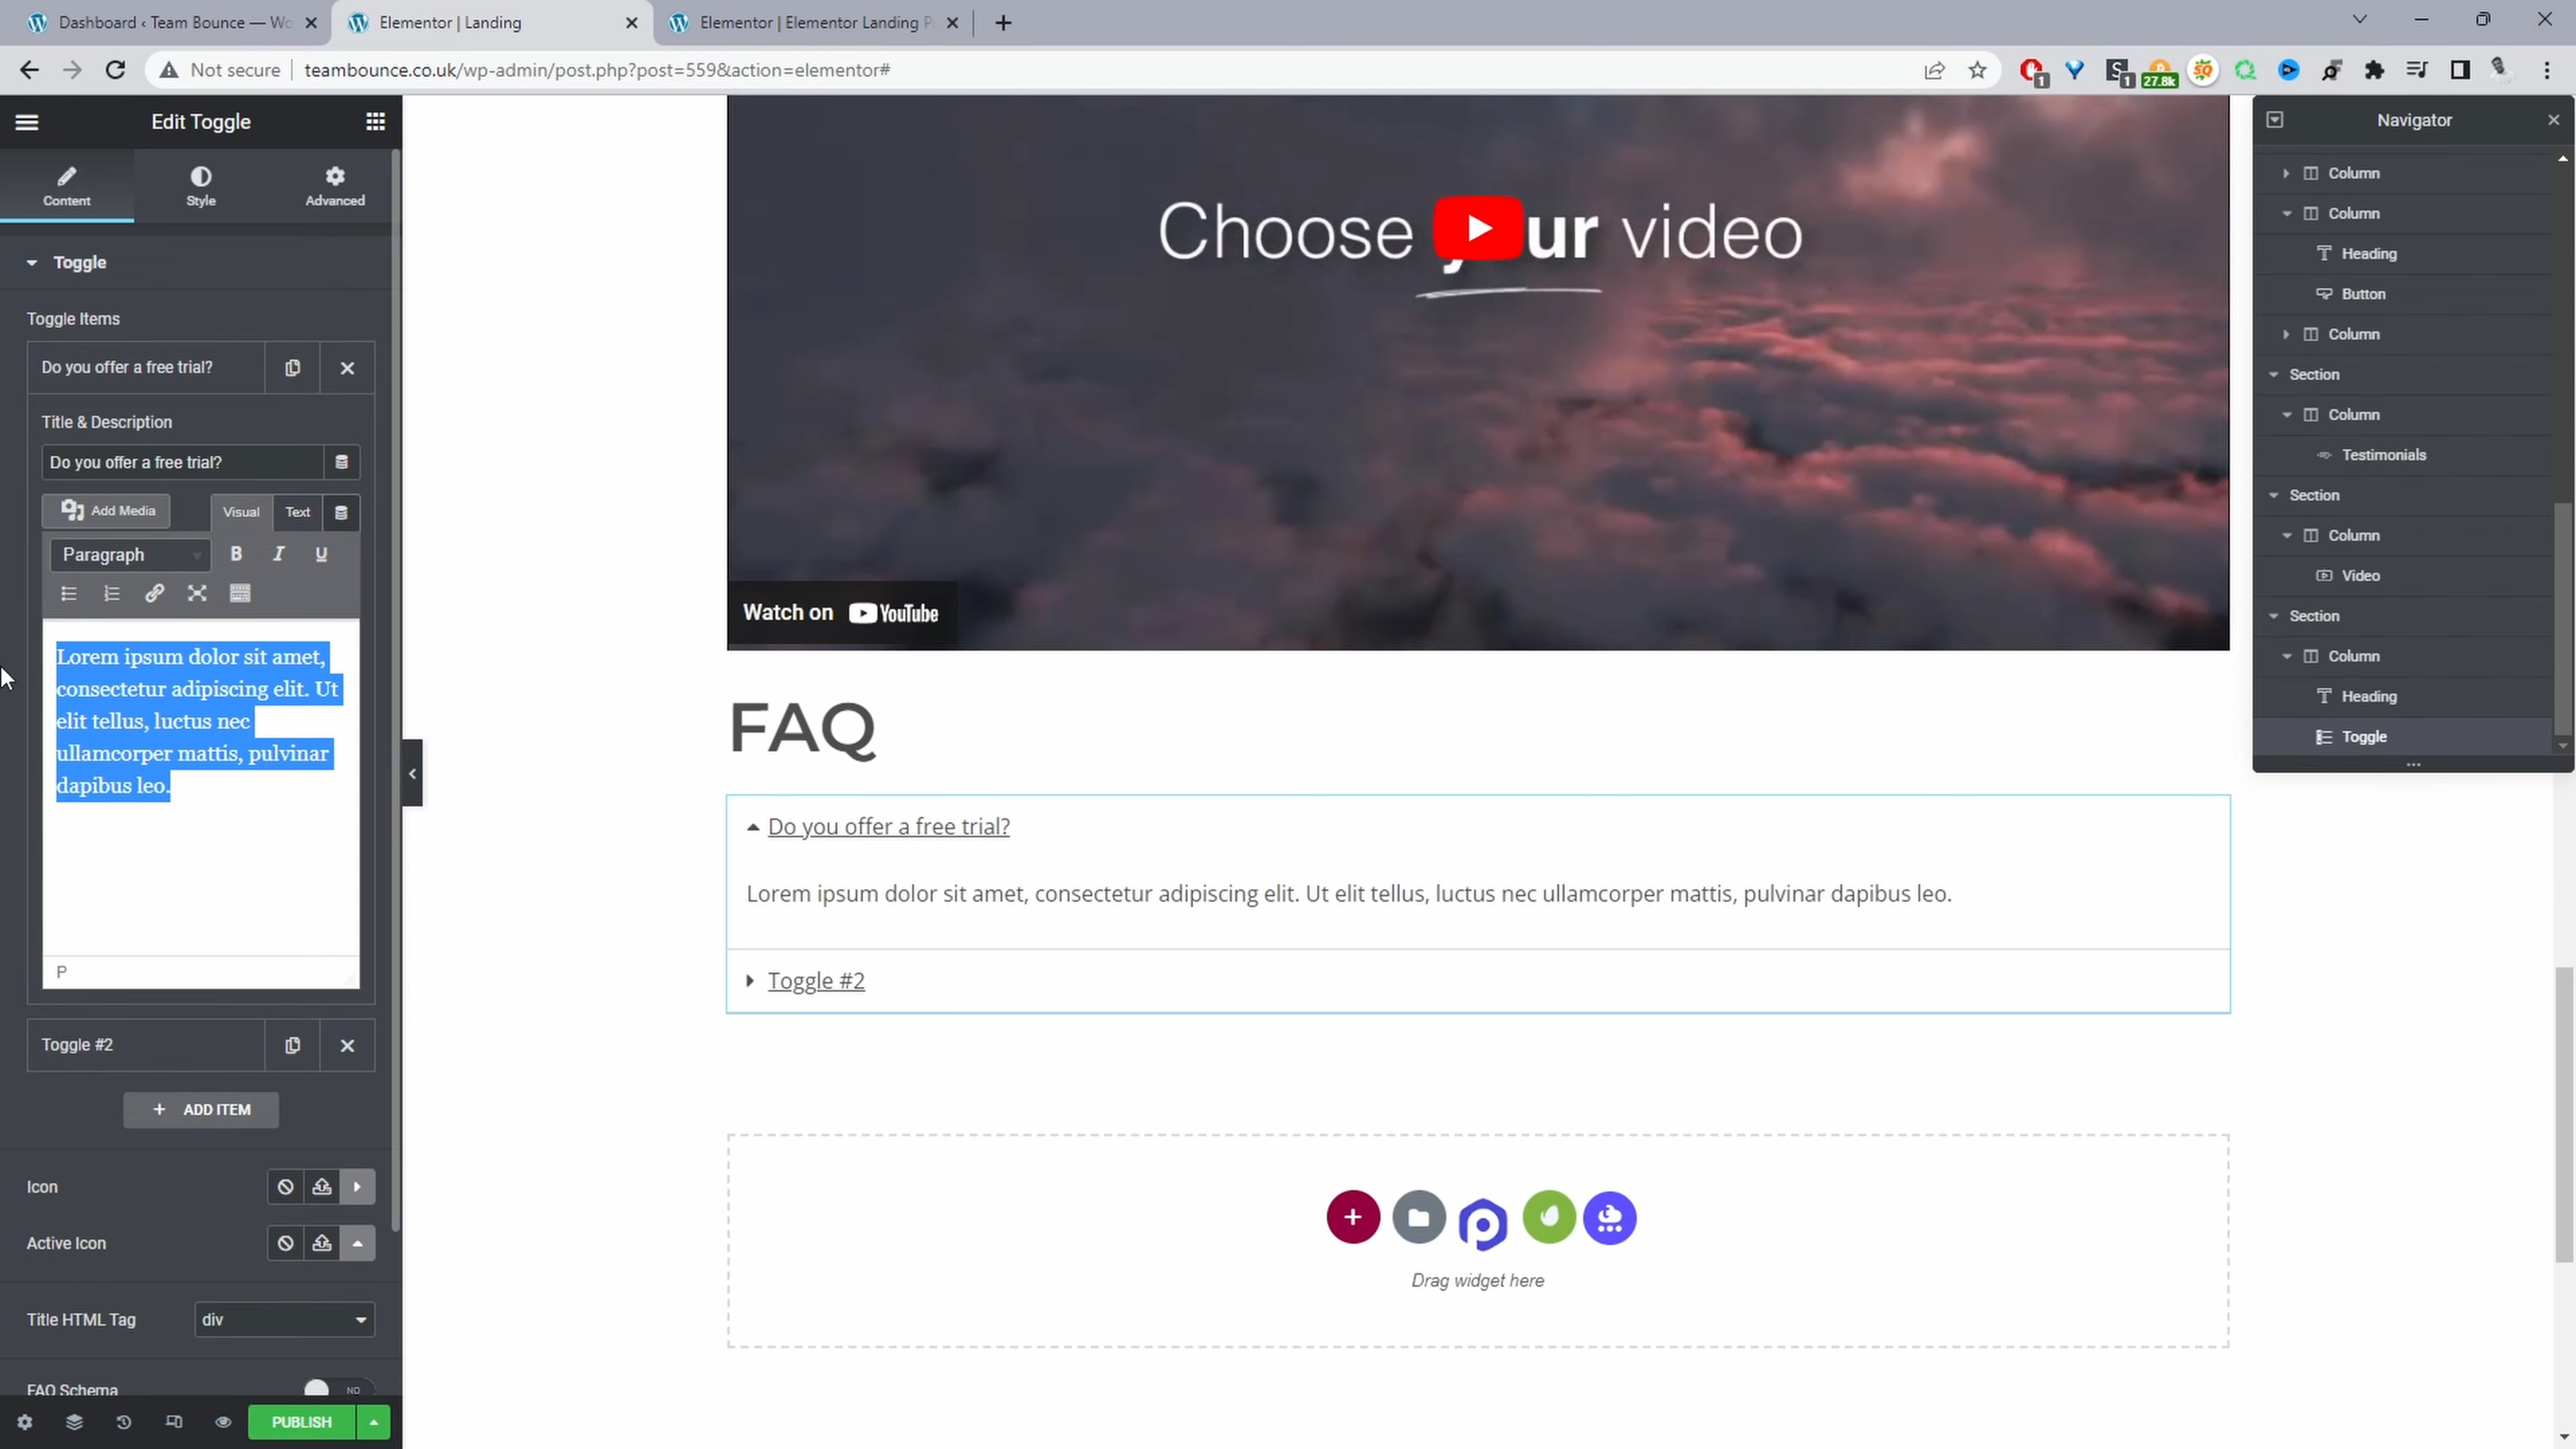 Dashboard ‹ Team Bounce — Wo
Elementor | Landing
Elementor | Elementor Landing P
Not secure
teambounce.co.uk/wp-admin/post.php?post=559&action=elementor#
1
1
27.8k
SQ
Edit Toggle
Content
Style
Advanced
Toggle
Toggle Items
Do you offer a free trial?
Title & Description
Do you offer a free trial?
Add Media
Visual
Text
Paragraph
B
I
U
Lorem ipsum dolor sit amet,
consectetur adipiscing elit. Ut
elit tellus, luctus nec
ullamcorper mattis, pulvinar
dapibus leo.
P
Toggle #2
ADD ITEM
Icon
Active Icon
Title HTML Tag
div
FAQ Schema
NO
PUBLISH
Choose your video
Watch on YouTube
FAQ
Do you offer a free trial?
Lorem ipsum dolor sit amet, consectetur adipiscing elit. Ut elit tellus, luctus nec ullamcorper mattis, pulvinar dapibus leo.
Toggle #2
Drag widget here
Navigator
Column
Column
Heading
Button
Column
Section
Column
Testimonials
Section
Column
Video
Section
Column
Heading
Toggle